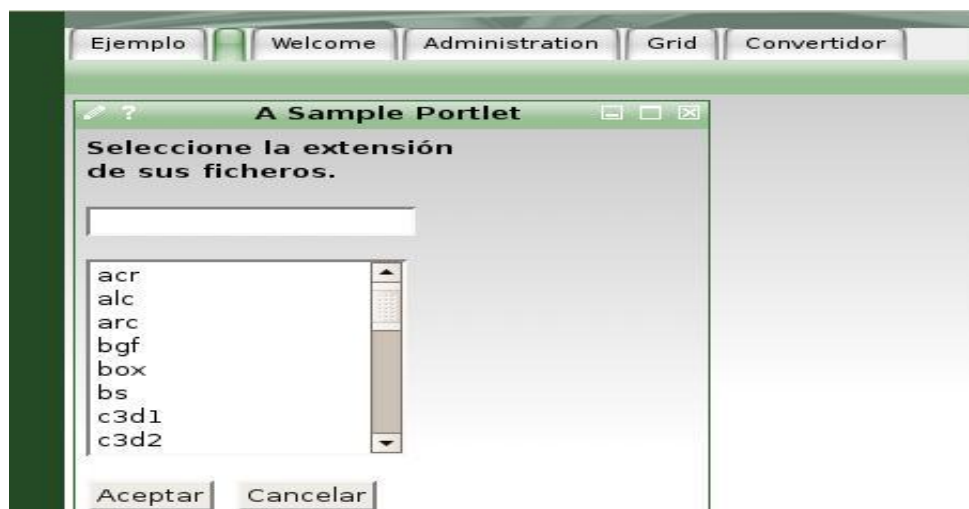 Ejemplo Welcome Administration Grid Convertidor
? A Sample Portlet
Seleccione la extensión
de sus ficheros.
acr
alc
arc
bgf
box
bs
c3d1
c3d2
Aceptar Cancelar